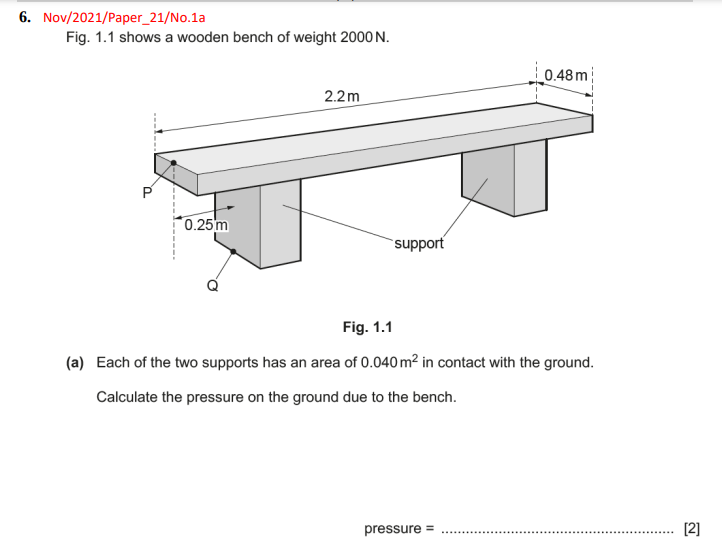 6. Nov/2021/Paper_21/No.1a
Fig. 1.1 shows a wooden bench of weight 2000 N.
0.48 m
2.2 m
P
0.25 m
support
Q
Fig. 1.1
(a) Each of the two supports has an area of 0.040 m² in contact with the ground.
Calculate the pressure on the ground due to the bench.
pressure = ........................................................ [2]